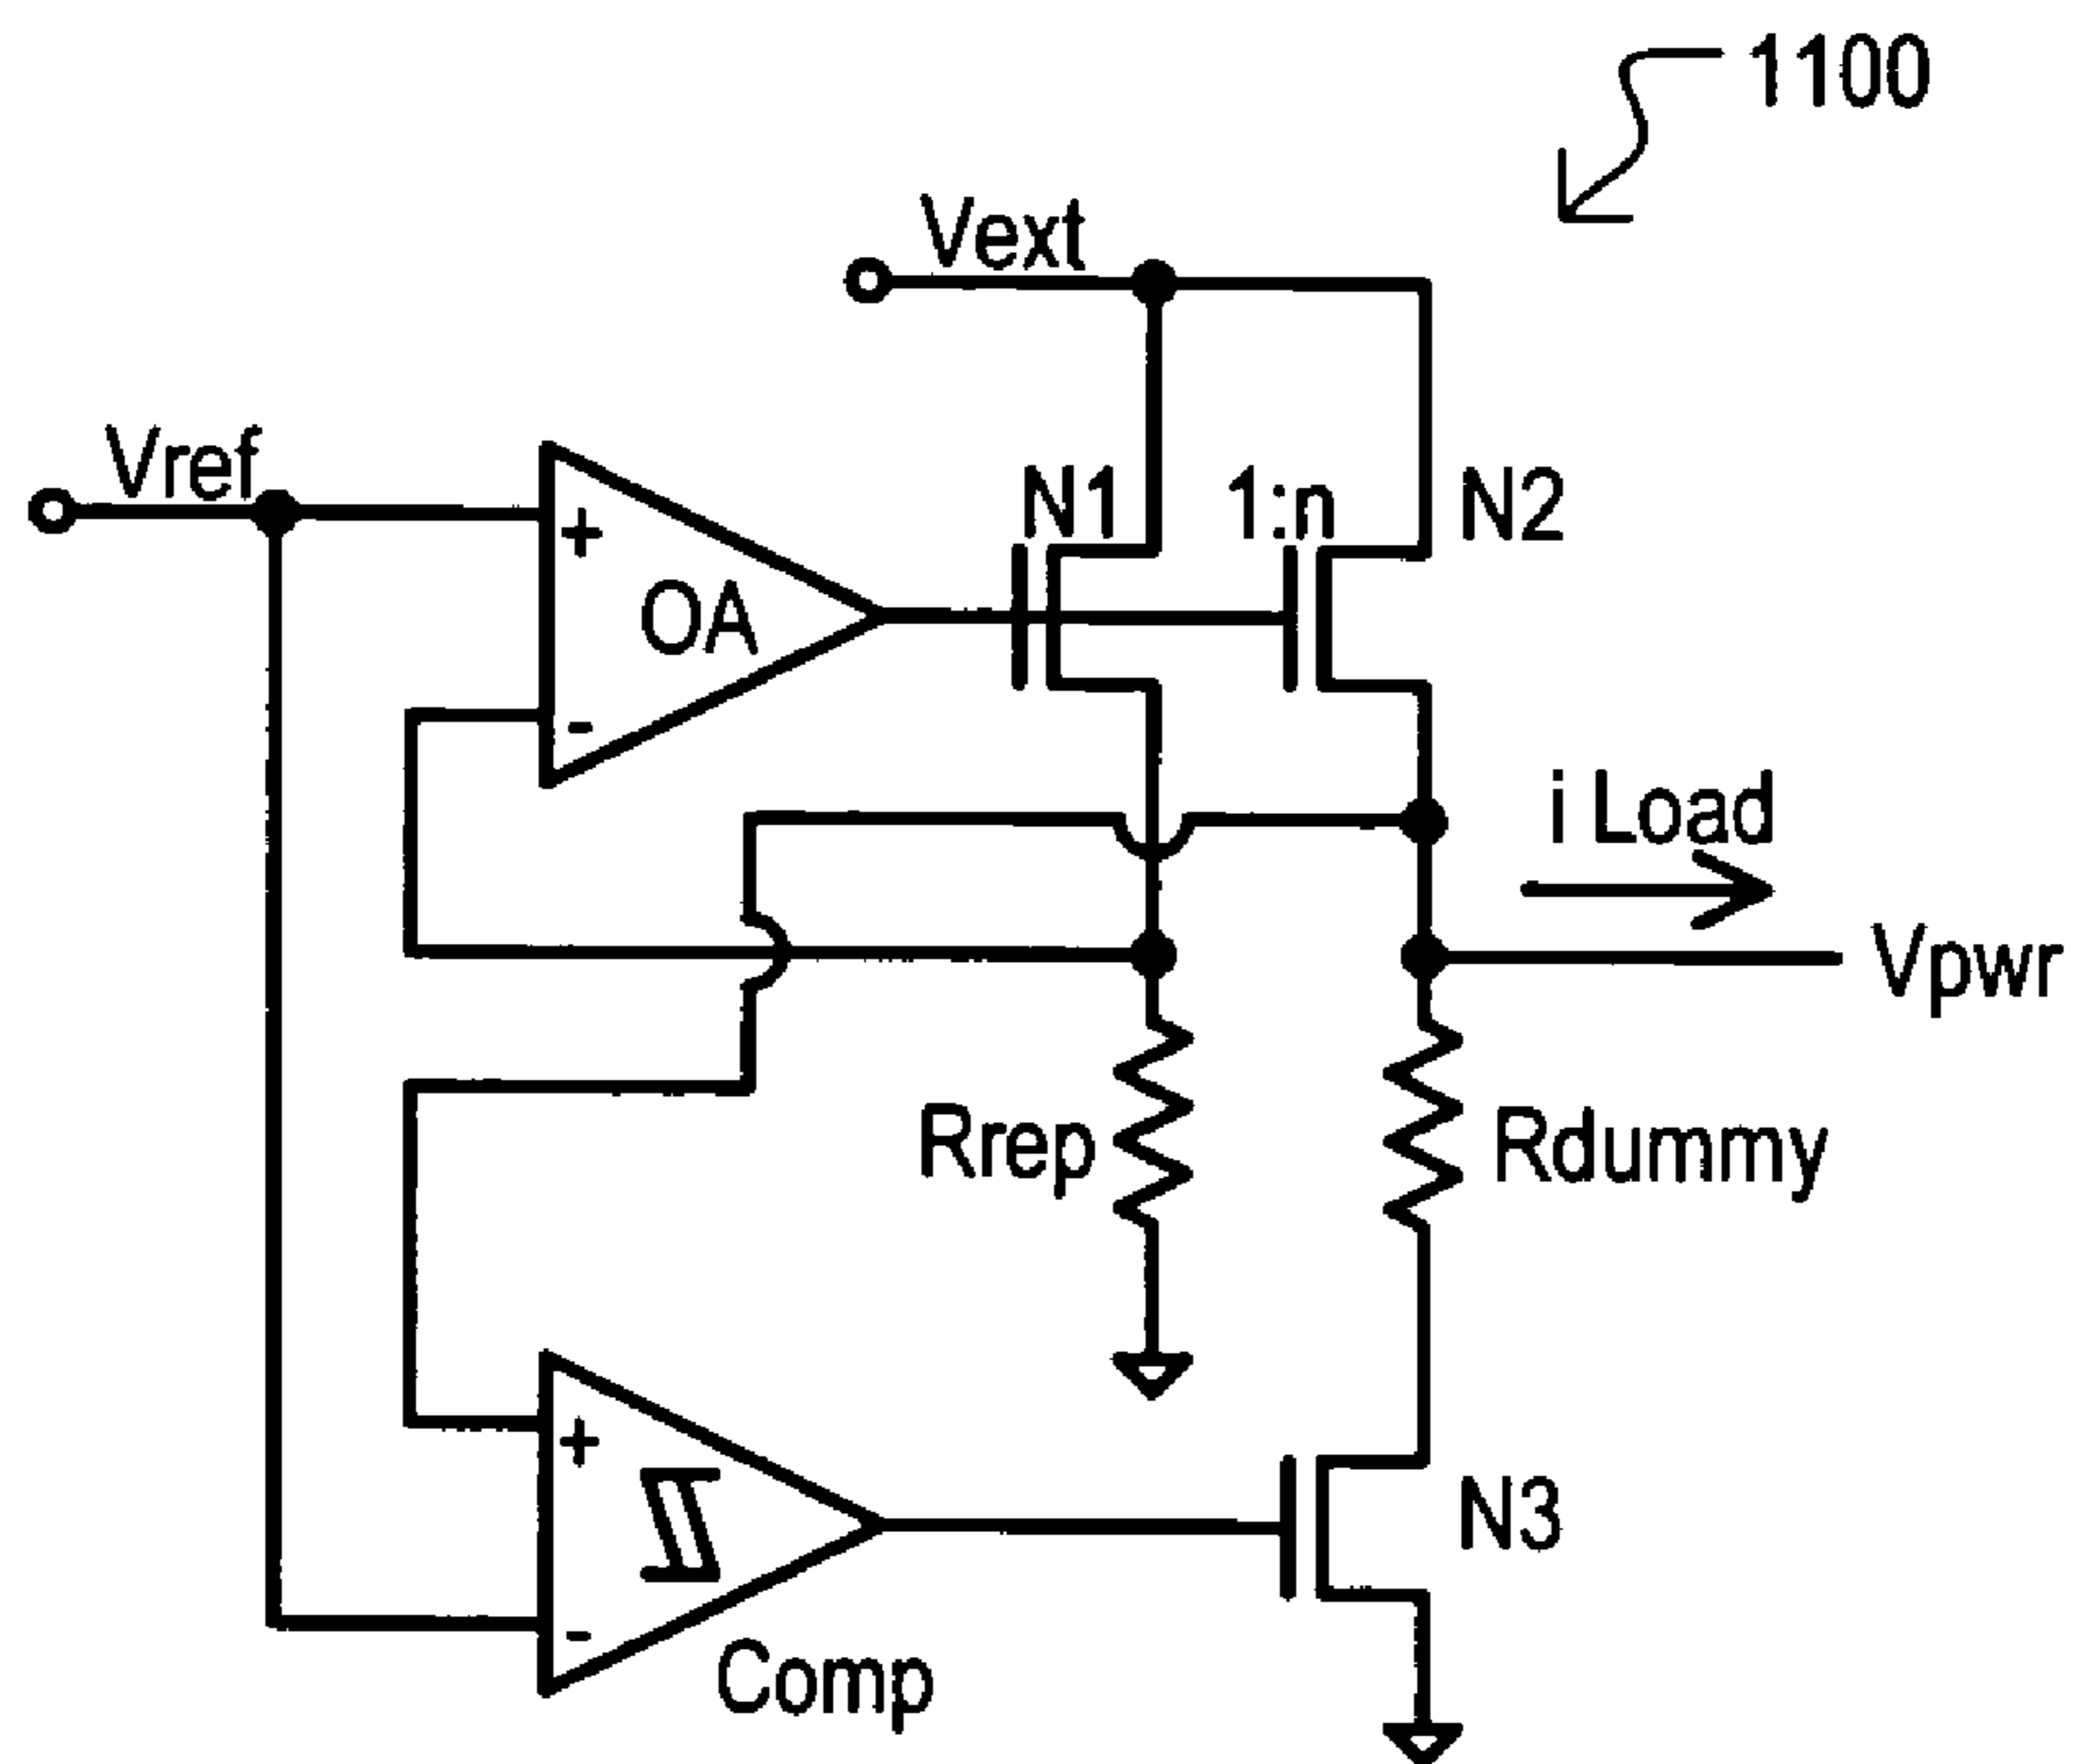 1100
Vext
Vref
N1
1:n
N2
+
OA
-
i Load
Vpwr
Rrep
Rdummy
+
N3
-
Comp